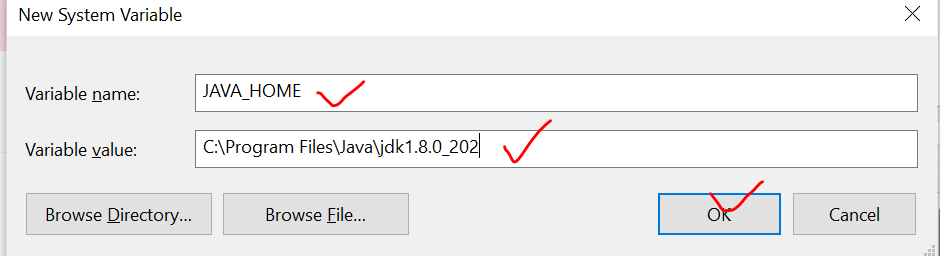 New System Variable
Variable name: JAVA_HOME
Variable value: C:\Program Files\Java\jdk1.8.0_202
Browse Directory... Browse File... OK Cancel